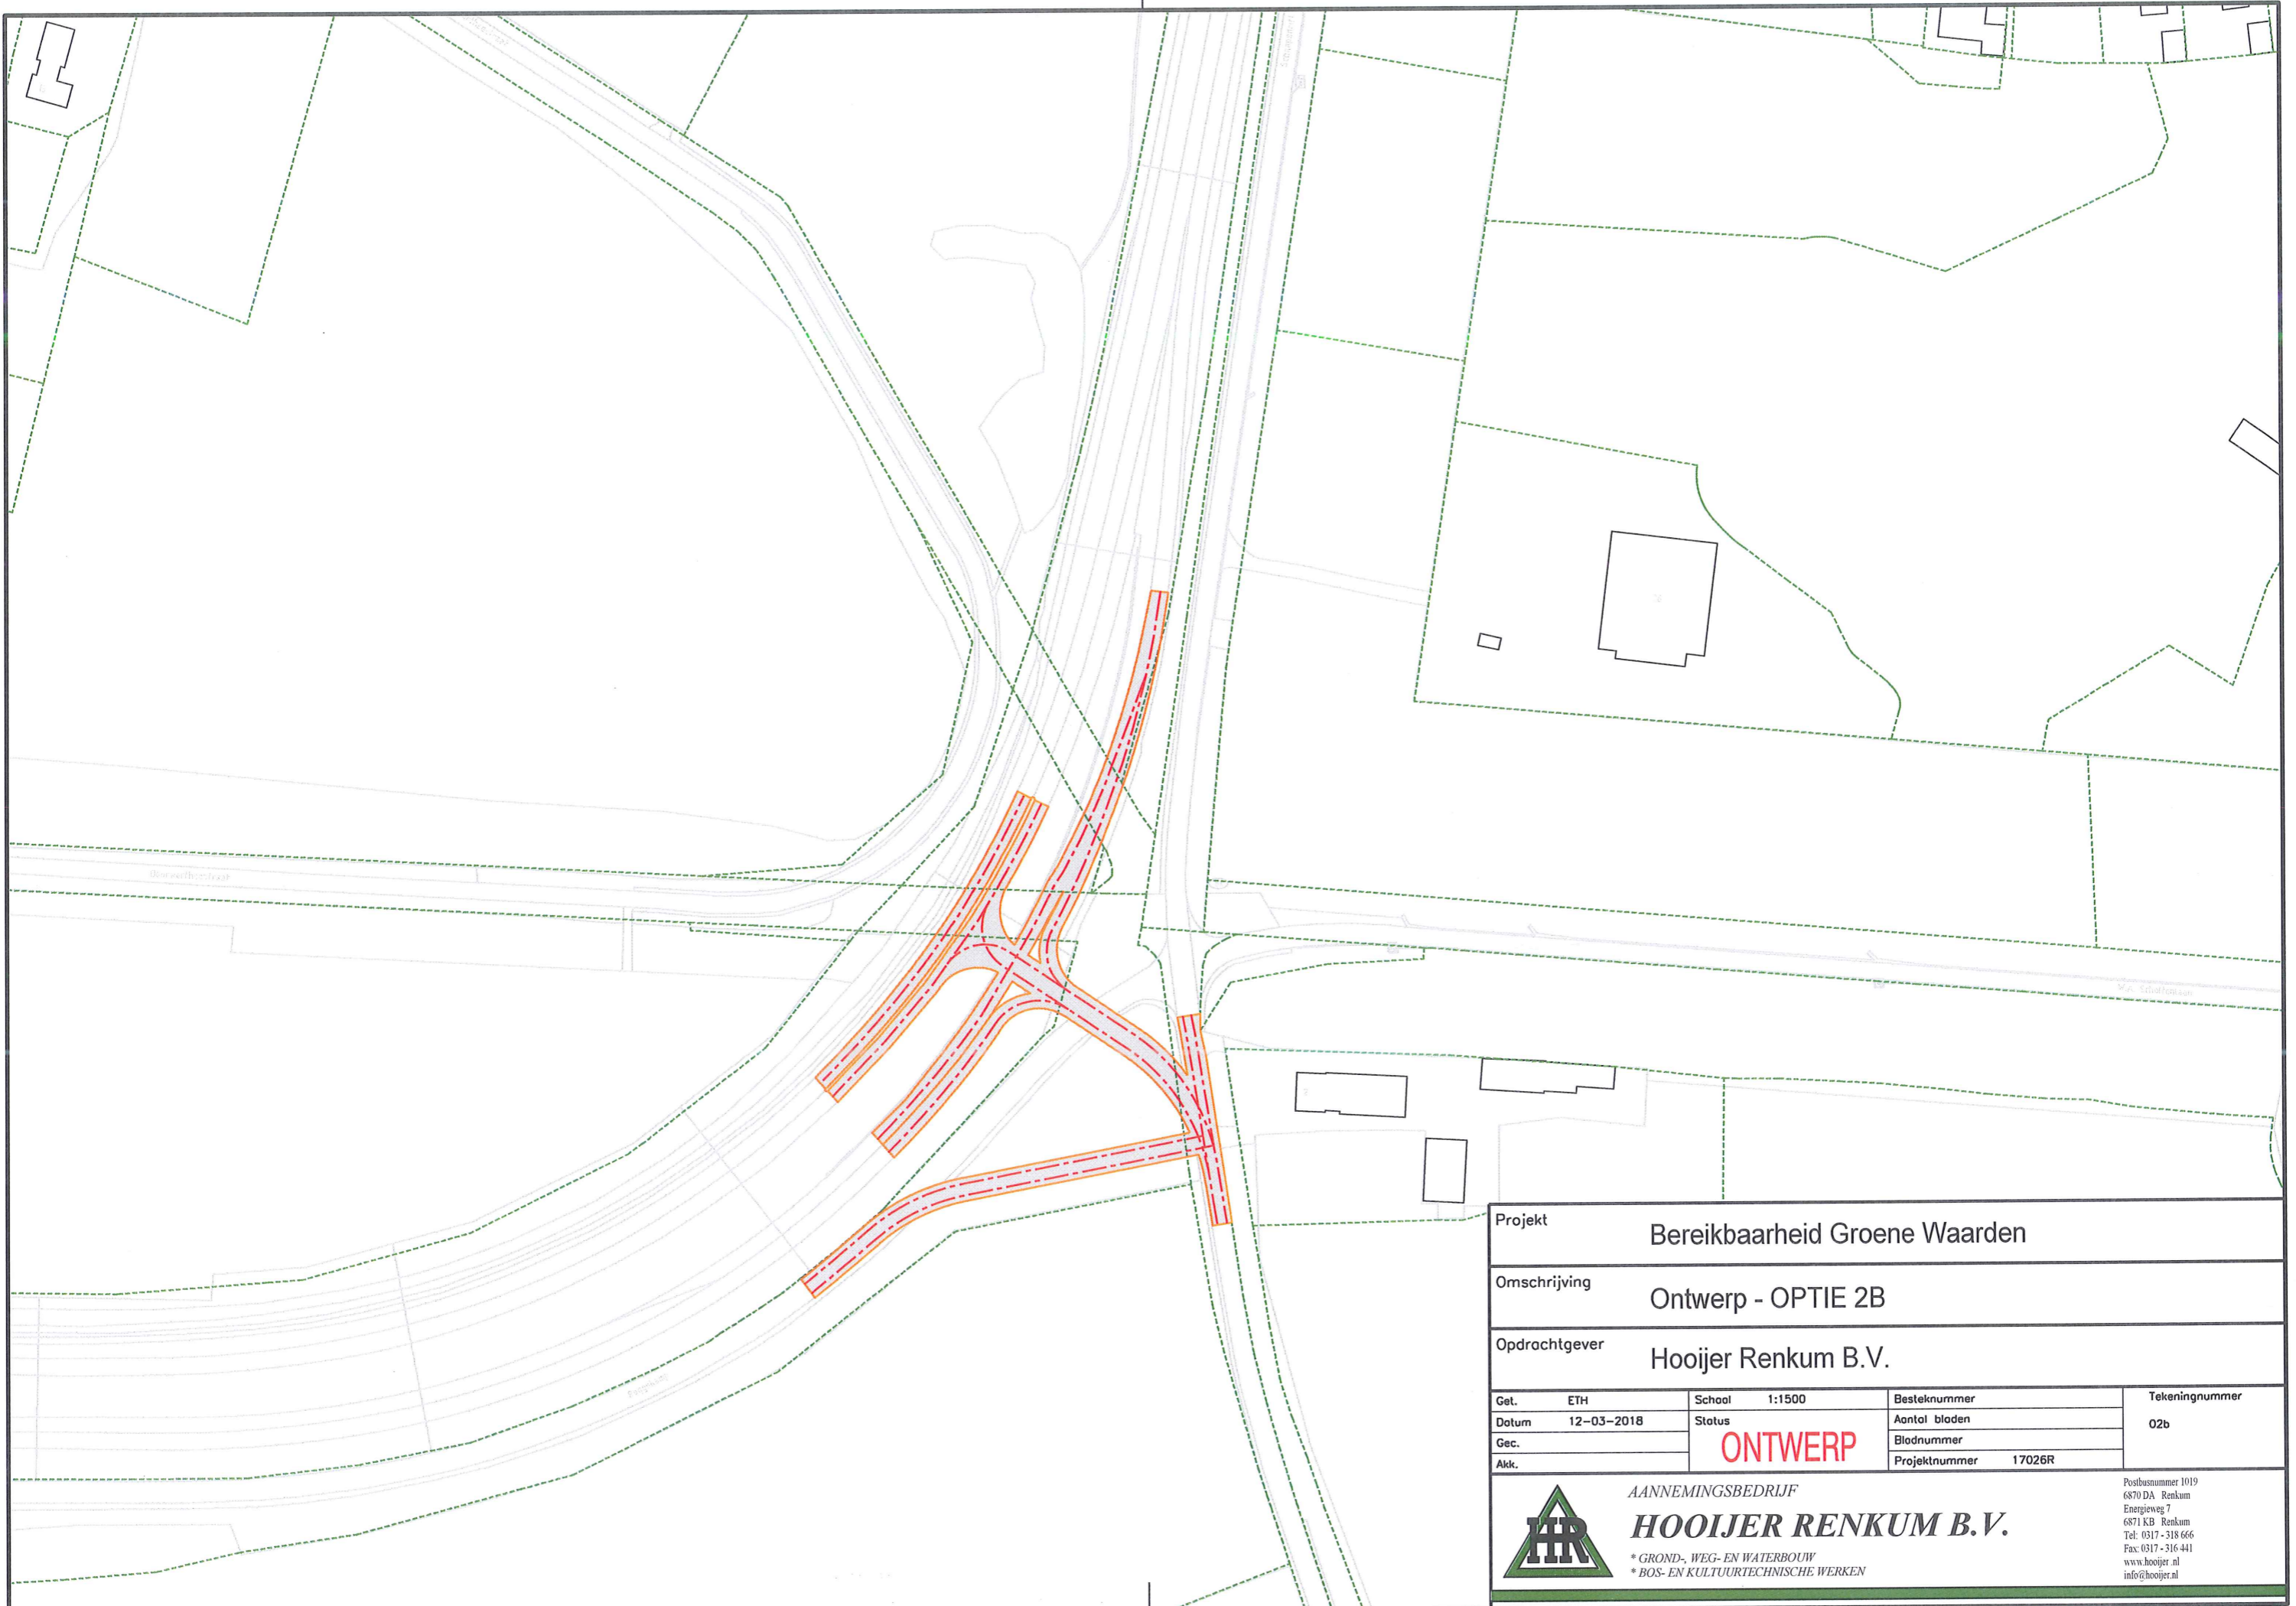 Projekt
Bereikbaarheid Groene Waarden
Omschrijving
Ontwerp - OPTIE 2B
Opdrachtgever
Hooijer Renkum B.V.
Get. ETH
Datum 12-03-2018
Gec.
Akk.
Schaal 1:1500
Status
ONTWERP
Besteknummer
Aantal bladen
Bladnummer
Projektnummer 17026R
Tekeningnummer
02b
HR
AANNEMINGSBEDRIJF
HOOIJER RENKUM B.V.
* GROND-, WEG- EN WATERBOUW
* BOS- EN KULTUURTECHNISCHE WERKEN
Postbusnummer 1019
6870 DA Renkum
Energieweg 7
6871 KB Renkum
Tel: 0317 - 318 666
Fax: 0317 - 316 441
www.hooijer .nl
info@hooijer.nl